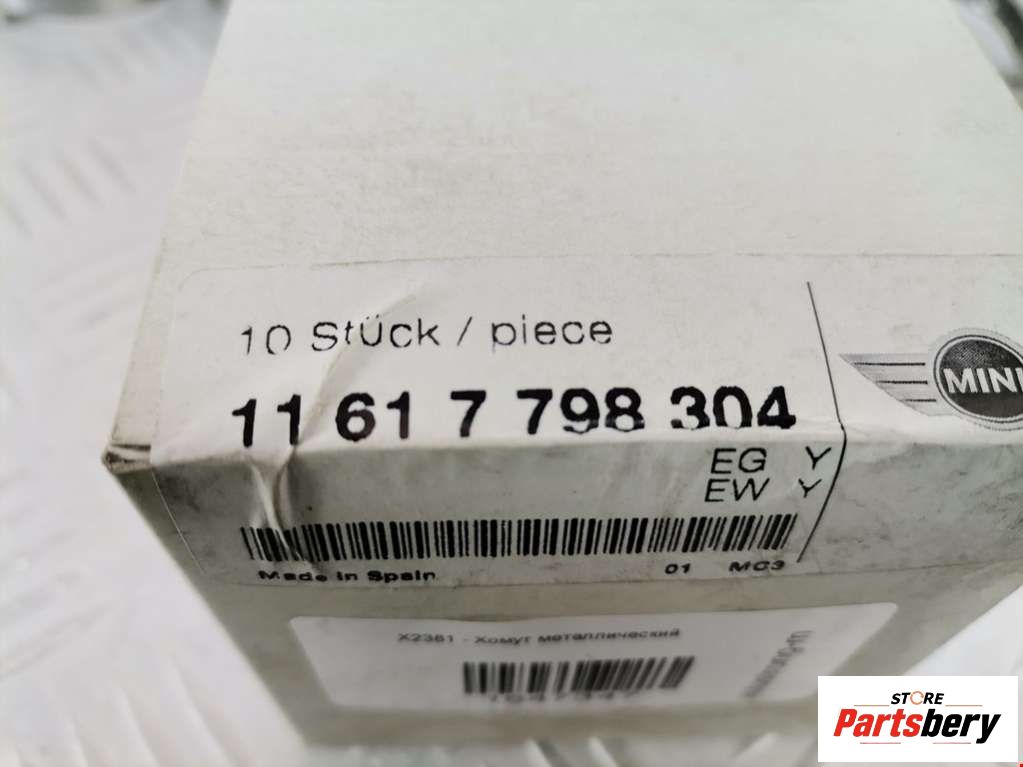 10 Stück / piece
11 61 7 798 304
MINI
EG Y
EW Y
Made in Spain 01 MC3
X2381 - Хомут металлический
STORE
Partsbery